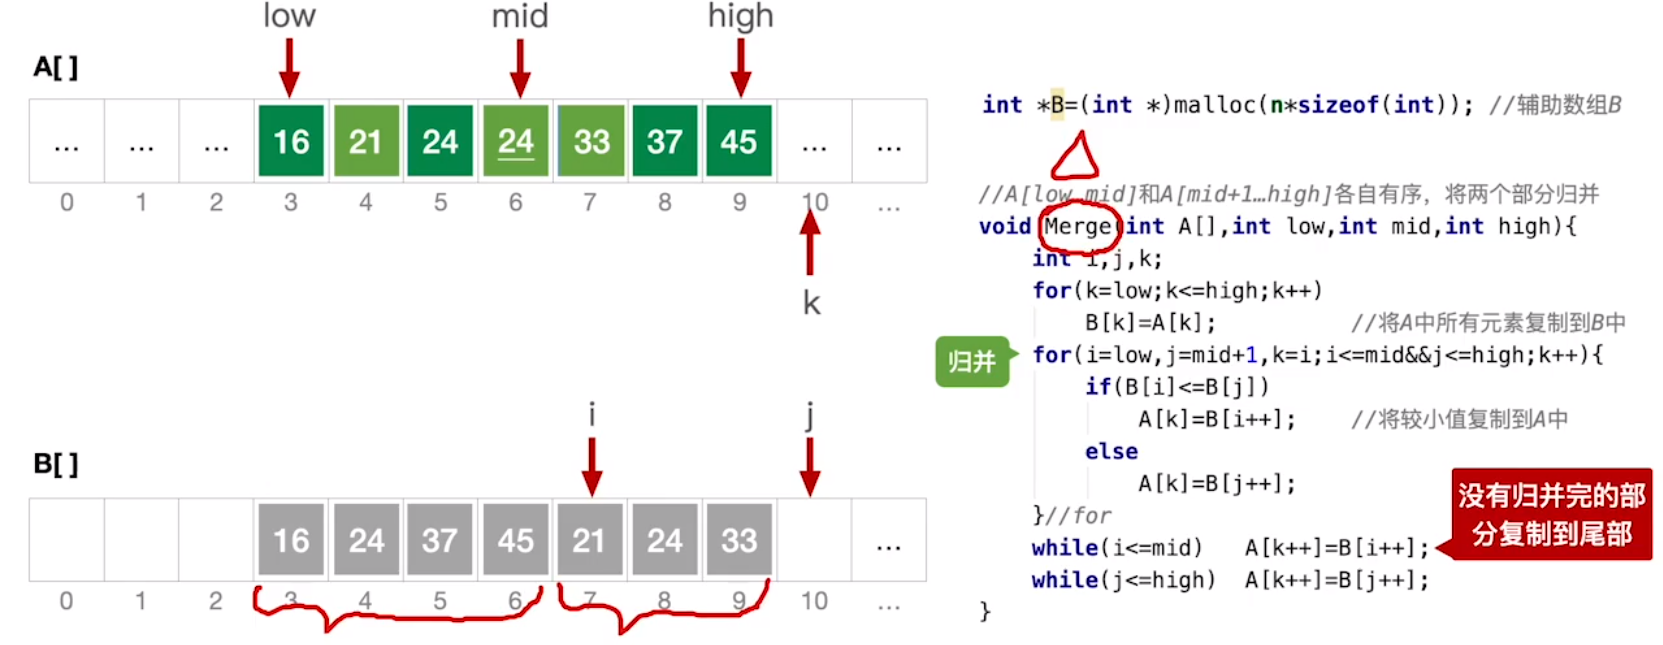 low mid high
A[ ]
... ... ... 16 21 24 24 33 37 45 ... ...
0 1 2 3 4 5 6 7 8 9 10 ...
k
i j
B[ ]
16 24 37 45 21 24 33 ...
0 1 2 3 4 5 6 7 8 9 10 ...
int *B=(int *)malloc(n*sizeof(int)); //辅助数组B
//A[low…mid]和A[mid+1…high]各自有序，将两个部分归并
void Merge(int A[],int low,int mid,int high){
int i,j,k;
for(k=low;k<=high;k++)
B[k]=A[k]; //将A中所有元素复制到B中
归并
for(i=low,j=mid+1,k=i;i<=mid&&j<=high;k++){
if(B[i]<=B[j])
A[k]=B[i++]; //将较小值复制到A中
else
A[k]=B[j++];
}//for
while(i<=mid) A[k++]=B[i++];
while(j<=high) A[k++]=B[j++];
}
没有归并完的部
分复制到尾部